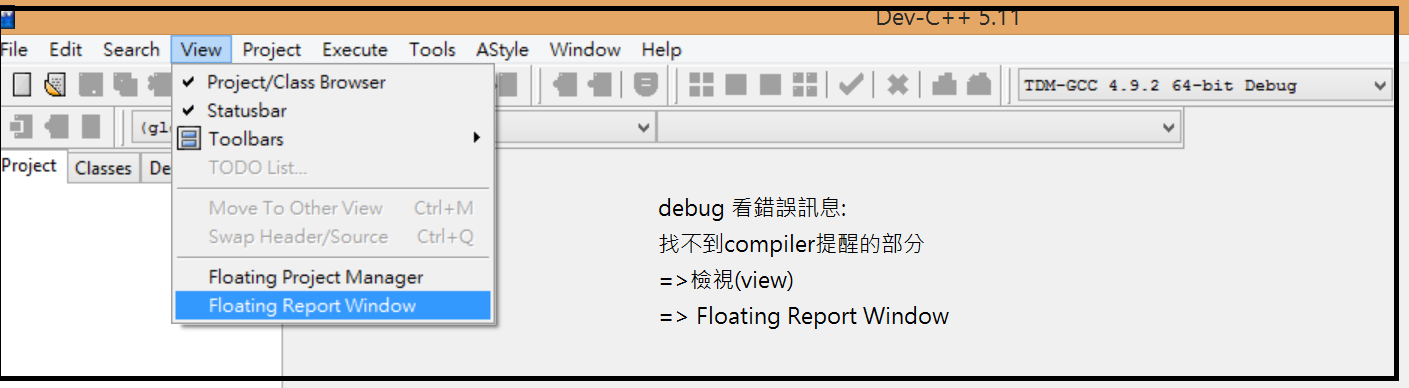 Dev-C++ 5.11
File Edit Search View Project Execute Tools AStyle Window Help
TDM-GCC 4.9.2 64-bit Debug
Project/Class Browser
Statusbar
Toolbars
TODO List...
Move To Other View Ctrl+M
Swap Header/Source Ctrl+Q
Floating Project Manager
Floating Report Window
Project Classes De
debug 看錯誤訊息:
找不到compiler提醒的部分
=>檢視(view)
=> Floating Report Window